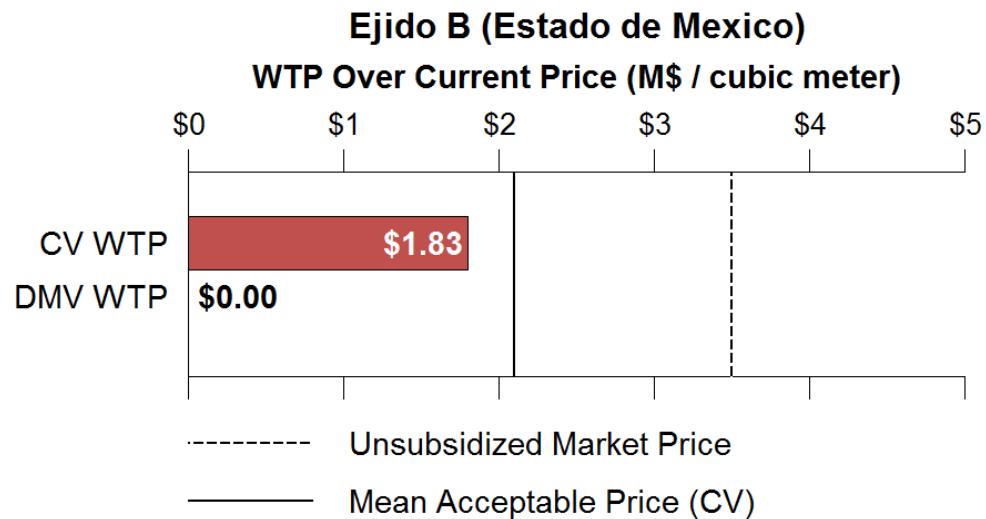 Ejido B (Estado de Mexico)
WTP Over Current Price (M$ / cubic meter)
$0 $1 $2 $3 $4 $5
CV WTP $1.83
DMV WTP $0.00
Unsubsidized Market Price
Mean Acceptable Price (CV)